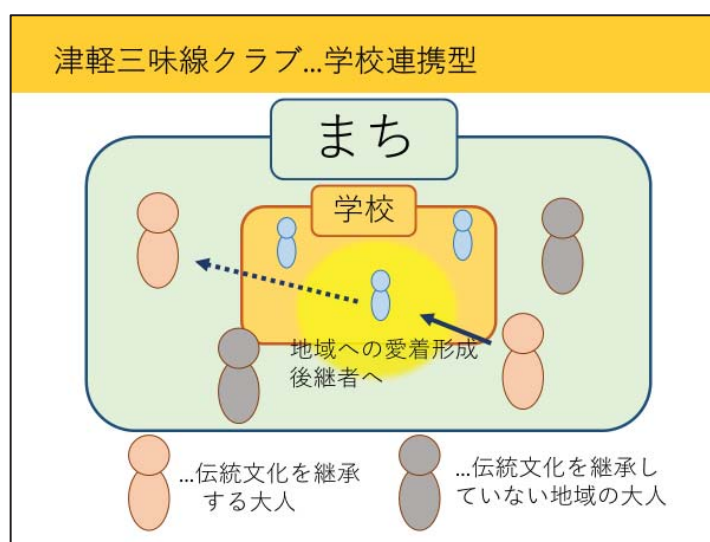 津軽三味線クラブ...学校連携型
まち
学校
地域への愛着形成
後継者へ
...伝統文化を継承
する大人
...伝統文化を継承し
ていない地域の大人